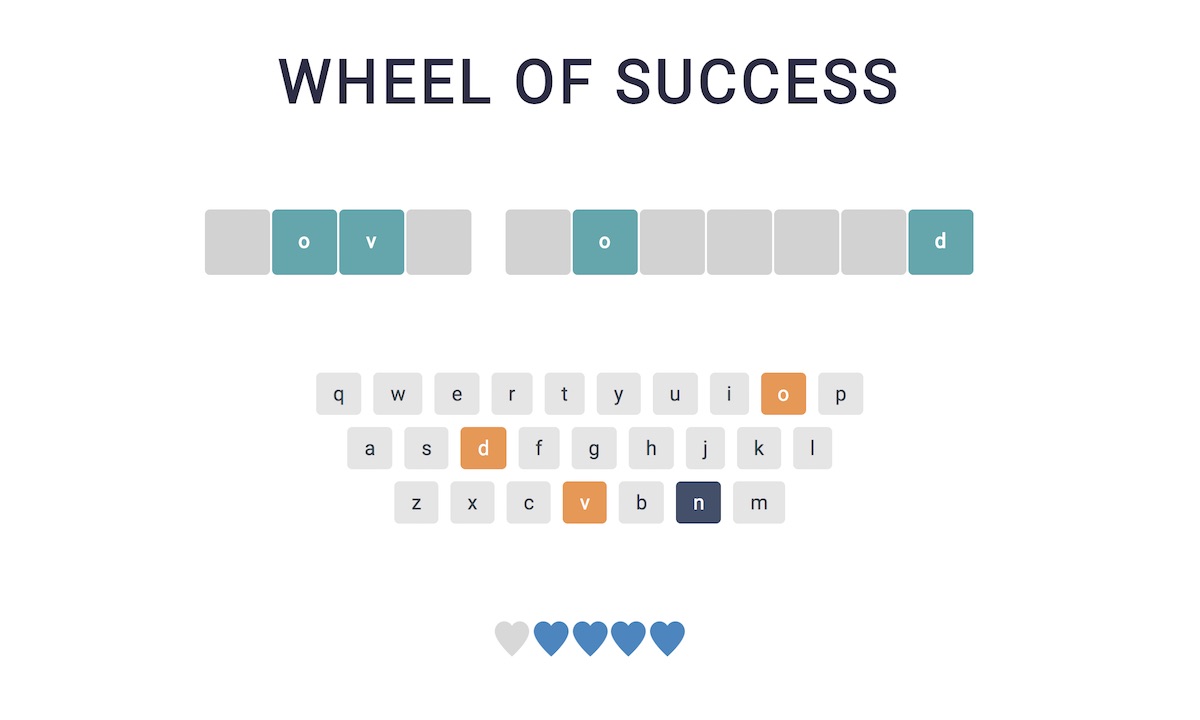 WHEEL OF SUCCESS
o v o d
q w e r t y u i o p
a s d f g h j k l
z x c v b n m